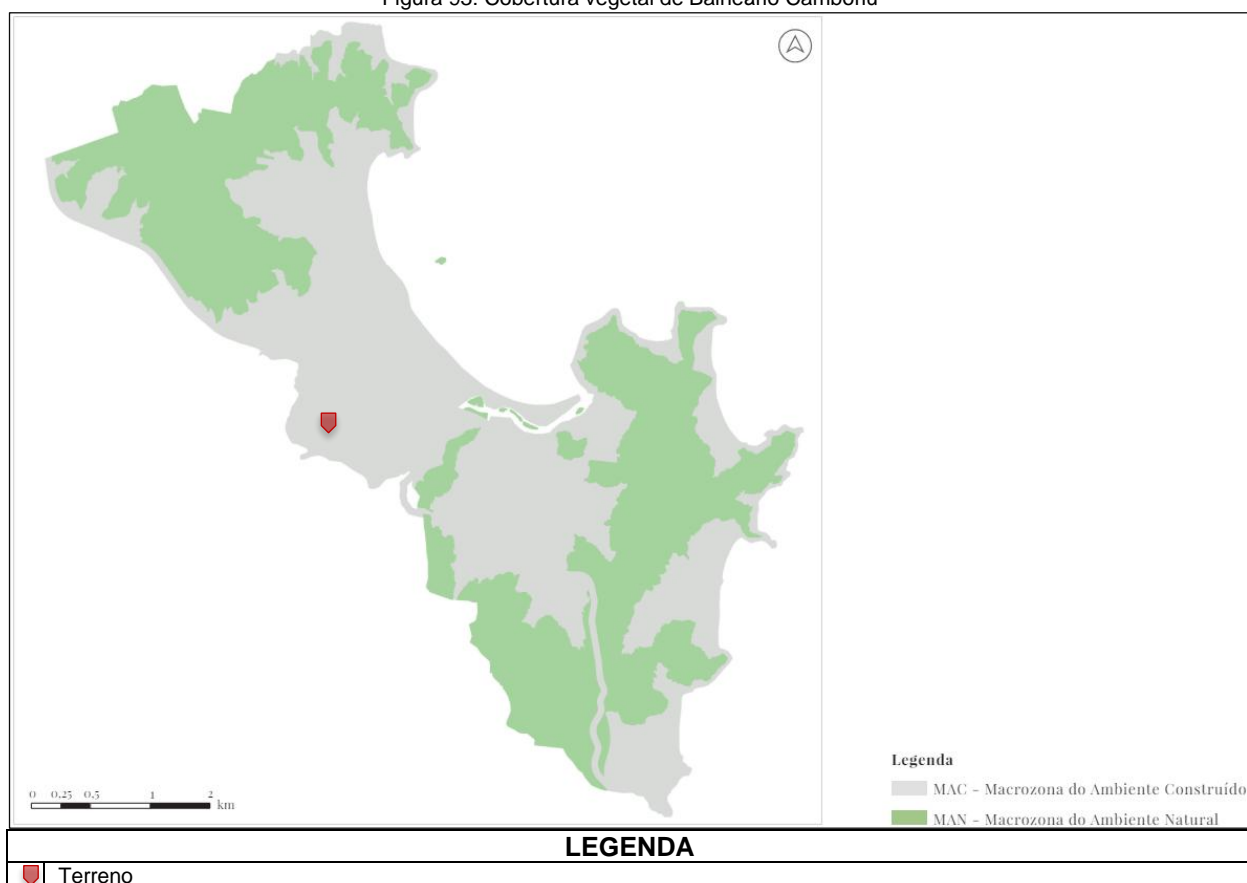 Figura 93: Cobertura vegetal de Balneário Camboriú
0 0,25 0,5 1 2
km
Legenda
MAC - Macrozona do Ambiente Construído
MAN - Macrozona do Ambiente Natural
LEGENDA
Terreno